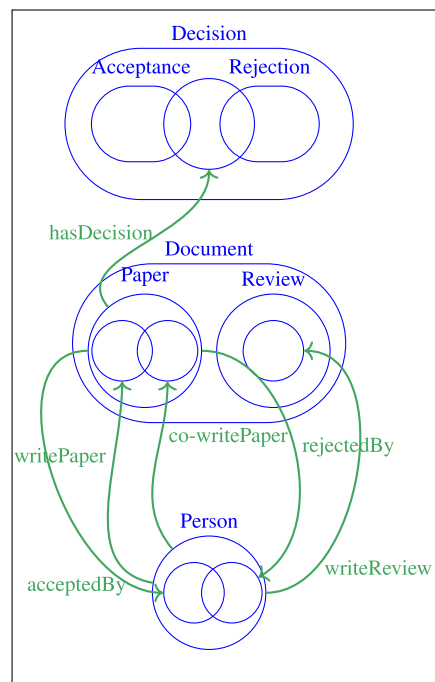 Decision
Acceptance Rejection
hasDecision
Document
Paper Review
co-writePaper
rejectedBy
writePaper
Person
writeReview
acceptedBy